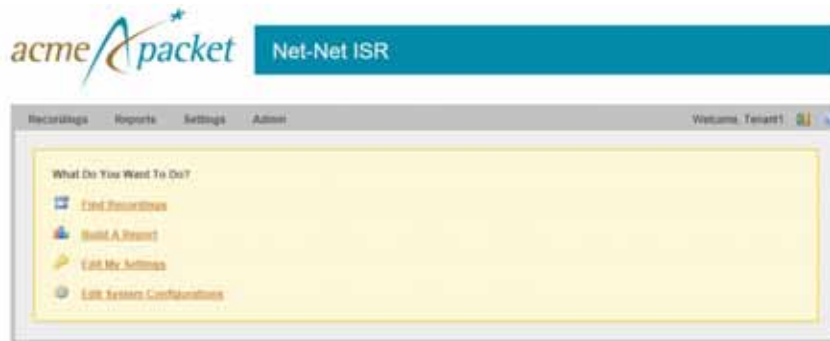 acme packet
Net-Net ISR
Recordings Reports Settings Admin Welcome, Tenant1
What Do You Want To Do?
Find Recordings
Build A Report
Edit My Settings
Edit System Configurations